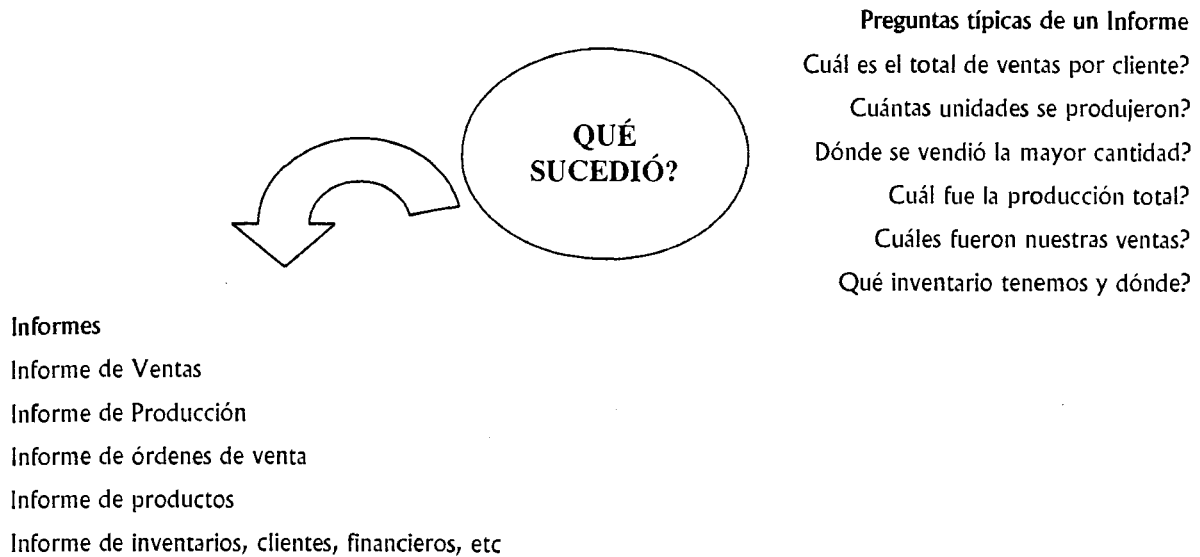 Preguntas típicas de un Informe
Cuál es el total de ventas por cliente?
Cuántas unidades se produjeron?
Dónde se vendió la mayor cantidad?
Cuál fue la producción total?
Cuáles fueron nuestras ventas?
Qué inventario tenemos y dónde?
QUÉ
SUCEDIÓ?
Informes
Informe de Ventas
Informe de Producción
Informe de órdenes de venta
Informe de productos
Informe de inventarios, clientes, financieros, etc